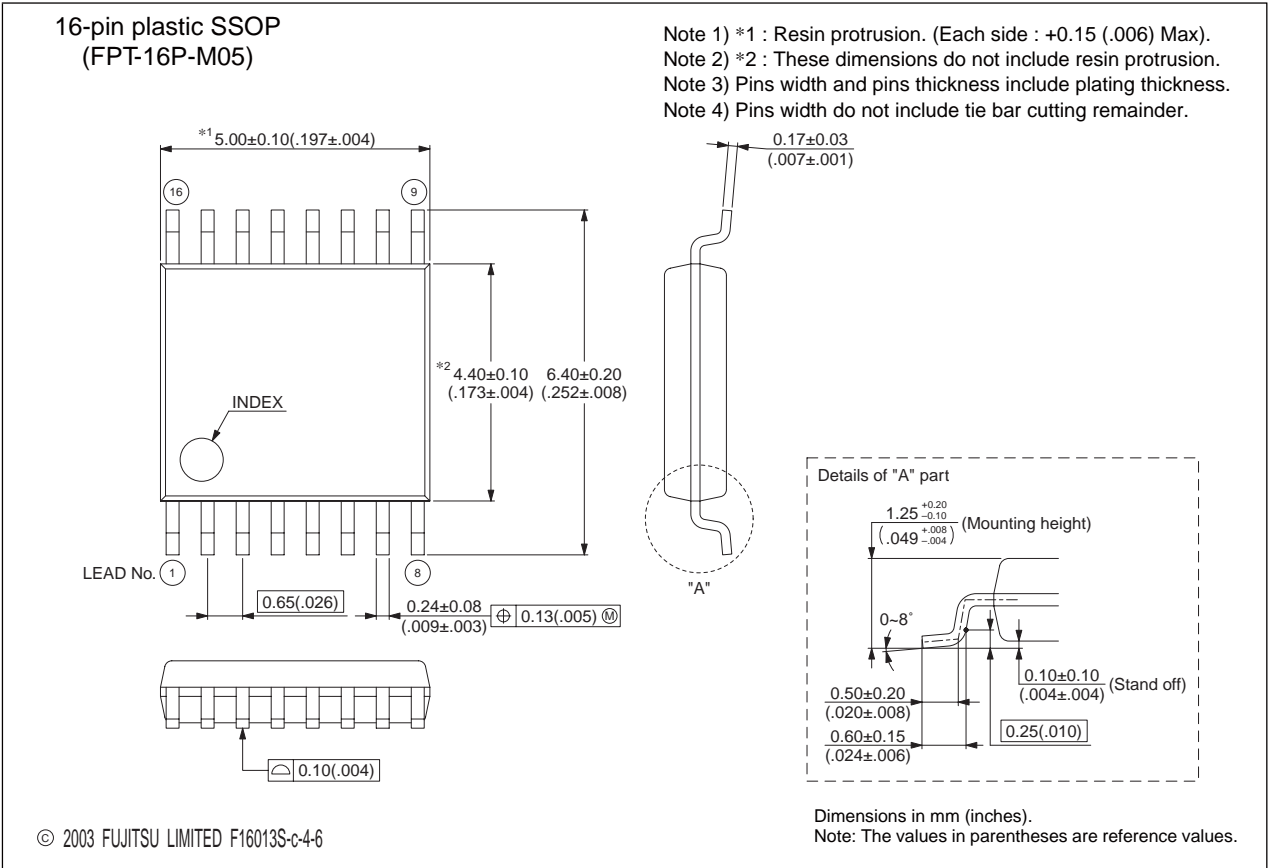 16-pin plastic SSOP
(FPT-16P-M05)
Note 1) *1 : Resin protrusion. (Each side : +0.15 (.006) Max).
Note 2) *2 : These dimensions do not include resin protrusion.
Note 3) Pins width and pins thickness include plating thickness.
Note 4) Pins width do not include tie bar cutting remainder.
*1 5.00±0.10(.197±.004)
0.17±0.03
(.007±.001)
16
9
*2 4.40±0.10
(.173±.004)
6.40±0.20
(.252±.008)
INDEX
LEAD No. 1
8
0.65(.026)
0.24±0.08
(.009±.003)
⌖ 0.13(.005) Ⓜ
"A"
Details of "A" part
1.25 +0.20 –0.10
(.049 +.008 –.004)
(Mounting height)
0~8°
0.50±0.20
(.020±.008)
0.60±0.15
(.024±.006)
0.10±0.10
(.004±.004)
(Stand off)
0.25(.010)
⌓ 0.10(.004)
© 2003 FUJITSU LIMITED F16013S-c-4-6
Dimensions in mm (inches).
Note: The values in parentheses are reference values.